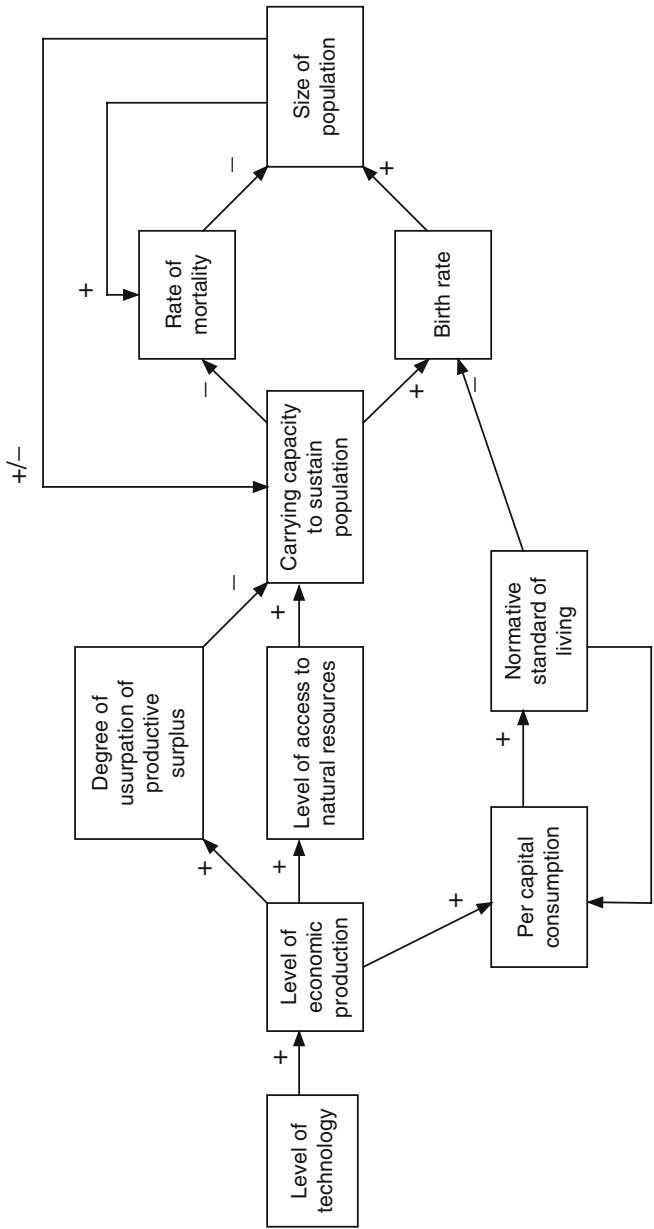 Level of
technology
+
Level of
economic
production
+
+
+
Degree of
usurpation of
productive
surplus
Level of access to
natural resources
Per capital
consumption
−
+
+
Normative
standard of
living
Carrying capacity
to sustain
population
+/−
−
+
−
Rate of
mortality
+
Birth rate
−
+
Size of
population